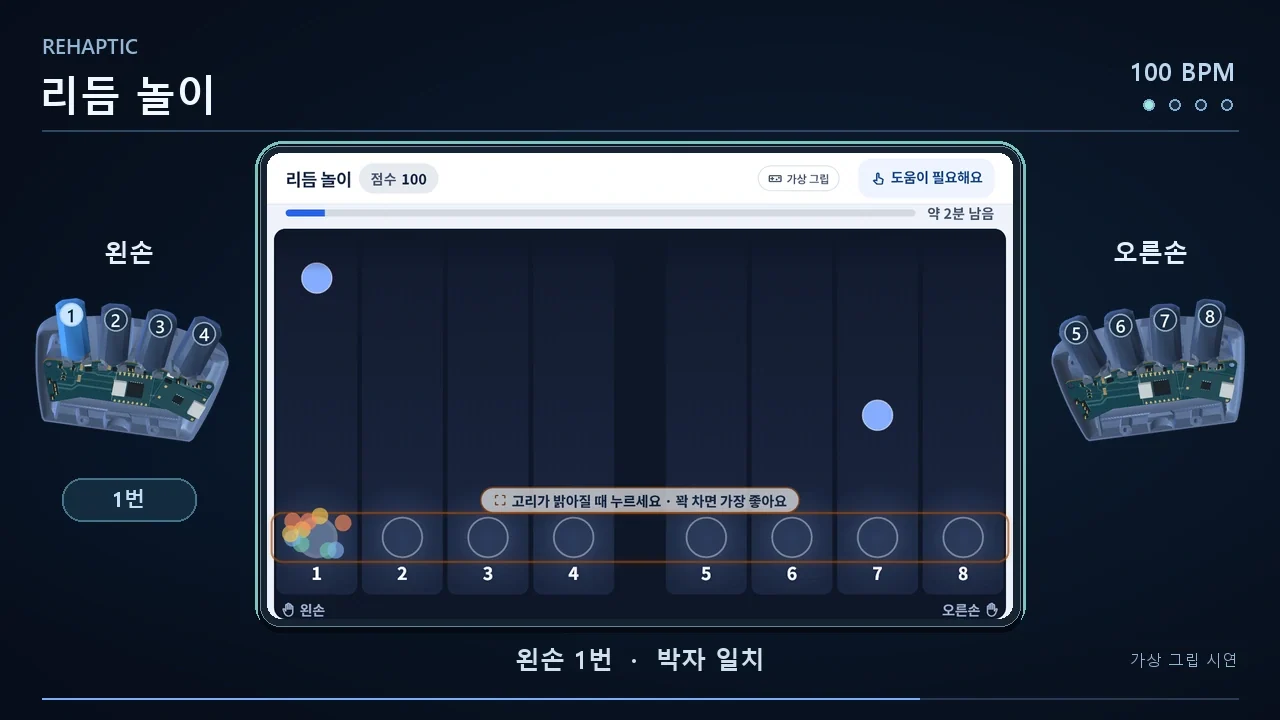 REHAPTIC
리듬 놀이
100 BPM
리듬 놀이
점수 100
가상 그립
도움이 필요해요
약 2분 남음
왼손
오른손
1 2 3 4
5 6 7 8
1번
고리가 밝아질 때 누르세요 · 꽉 차면 가장 좋아요
1 2 3 4 5 6 7 8
왼손
오른손
왼손 1번 · 박자 일치
가상 그립 시연